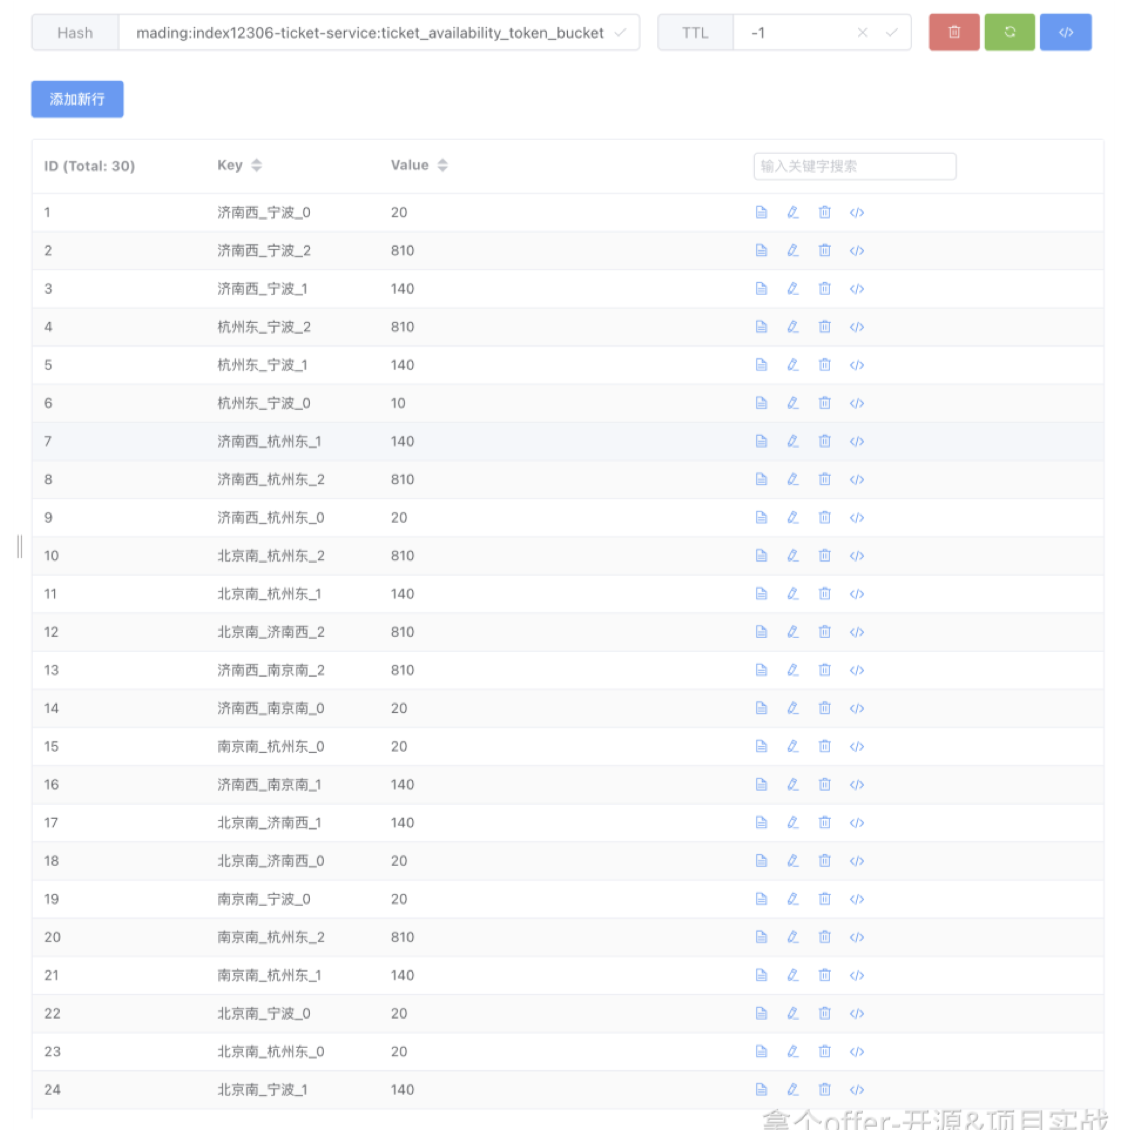 Hash mading:index12306-ticket-service:ticket_availability_token_bucket TTL -1
添加新行
ID (Total: 30) Key Value 输入关键字搜索
1 济南西_宁波_0 20
2 济南西_宁波_2 810
3 济南西_宁波_1 140
4 杭州东_宁波_2 810
5 杭州东_宁波_1 140
6 杭州东_宁波_0 10
7 济南西_杭州东_1 140
8 济南西_杭州东_2 810
9 济南西_杭州东_0 20
10 北京南_杭州东_2 810
11 北京南_杭州东_1 140
12 北京南_济南西_2 810
13 济南西_南京南_2 810
14 济南西_南京南_0 20
15 南京南_杭州东_0 20
16 济南西_南京南_1 140
17 北京南_济南西_1 140
18 北京南_济南西_0 20
19 南京南_宁波_0 20
20 南京南_杭州东_2 810
21 南京南_杭州东_1 140
22 北京南_宁波_0 20
23 北京南_杭州东_0 20
24 北京南_宁波_1 140
拿个offer-开源&项目实战